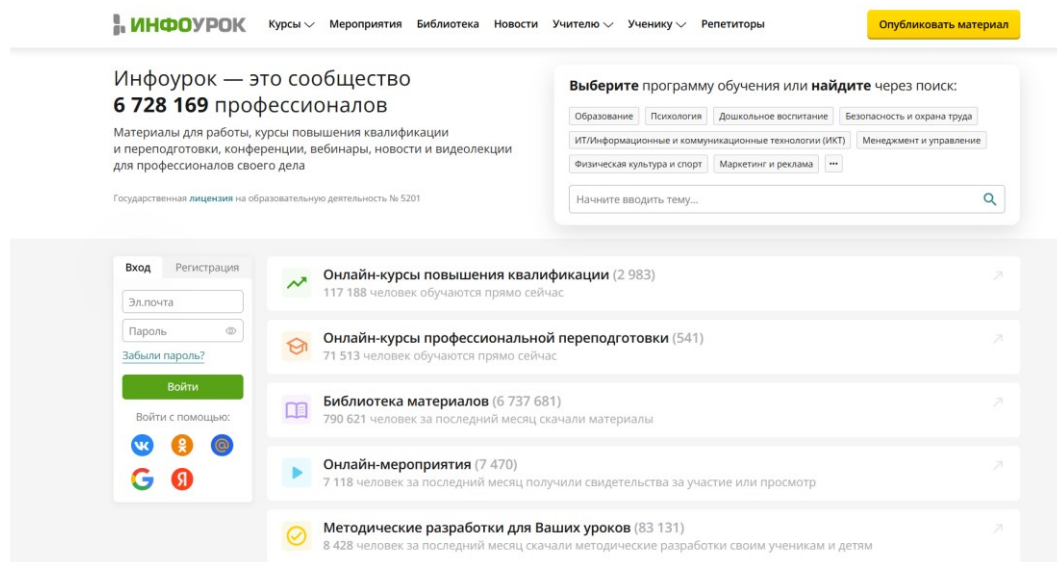 ИНФОУРОК Курсы Мероприятия Библиотека Новости Учителю Ученику Репетиторы Опубликовать материал
Инфоурок — это сообщество
6 728 169 профессионалов
Материалы для работы, курсы повышения квалификации
и переподготовки, конференции, вебинары, новости и видеолекции
для профессионалов своего дела
Государственная лицензия на образовательную деятельность № 5201
Выберите программу обучения или найдите через поиск:
Образование Психология Дошкольное воспитание Безопасность и охрана труда
ИТ/Информационные и коммуникационные технологии (ИКТ) Менеджмент и управление
Физическая культура и спорт Маркетинг и реклама ...
Начните вводить тему...
Вход Регистрация
Эл.почта
Пароль
Забыли пароль?
Войти
Войти с помощью:
Онлайн-курсы повышения квалификации (2 983)
117 188 человек обучаются прямо сейчас
Онлайн-курсы профессиональной переподготовки (541)
71 513 человек обучаются прямо сейчас
Библиотека материалов (6 737 681)
790 621 человек за последний месяц скачали материалы
Онлайн-мероприятия (7 470)
7 118 человек за последний месяц получили свидетельства за участие или просмотр
Методические разработки для Ваших уроков (83 131)
8 428 человек за последний месяц скачали методические разработки своим ученикам и детям